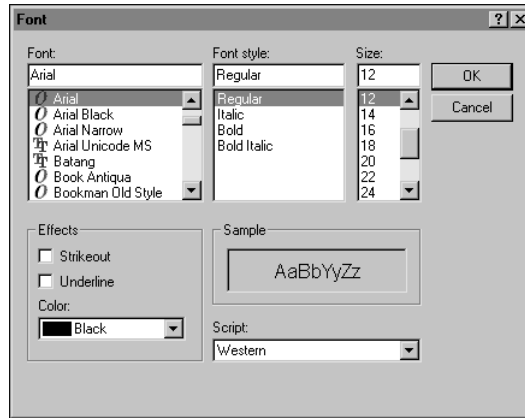 Font
Font: Font style: Size:
Arial Regular 12 OK
Arial Regular 12 Cancel
Arial Black Italic 14
Arial Narrow Bold 16
Arial Unicode MS Bold Italic 18
Batang 20
Book Antiqua 22
Bookman Old Style 24
Effects Sample
Strikeout
Underline AaBbYyZz
Color:
Black Script:
Western